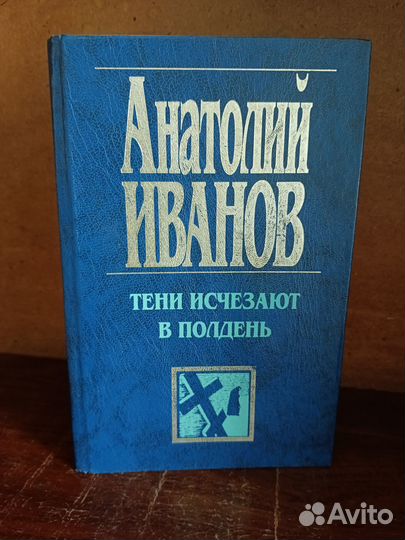 Анатолий
ИВАНОВ
ТЕНИ ИСЧЕЗАЮТ
В ПОЛДЕНЬ
Avito